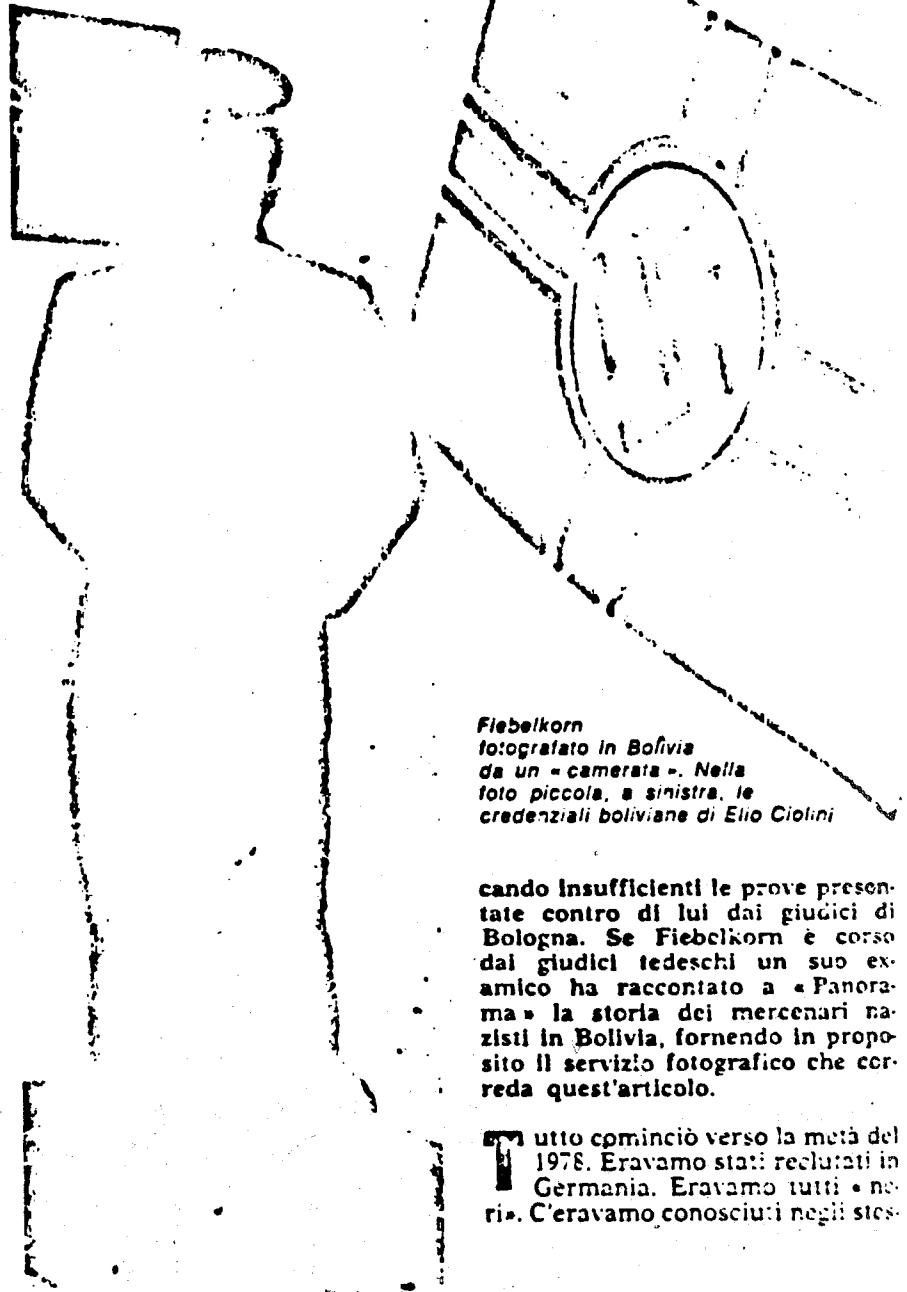 Fiebelkorn
fotografato in Bolivia
da un « camerata ». Nella
foto piccola, a sinistra, le
credenziali boliviane di Elio Ciolini
cando insufficienti le prove presen-
tate contro di lui dai giudici di
Bologna. Se Fiebelkorn è corso
dai giudici tedeschi un suo ex-
amico ha raccontato a « Panora-
ma » la storia dei mercenari na-
zisti in Bolivia, fornendo in propo-
sito il servizio fotografico che cor-
reda quest'articolo.
Tutto cominciò verso la metà del
1978. Eravamo stati reclutati in
Germania. Eravamo tutti « ne-
ri». C'eravamo conosciuti negli stes-